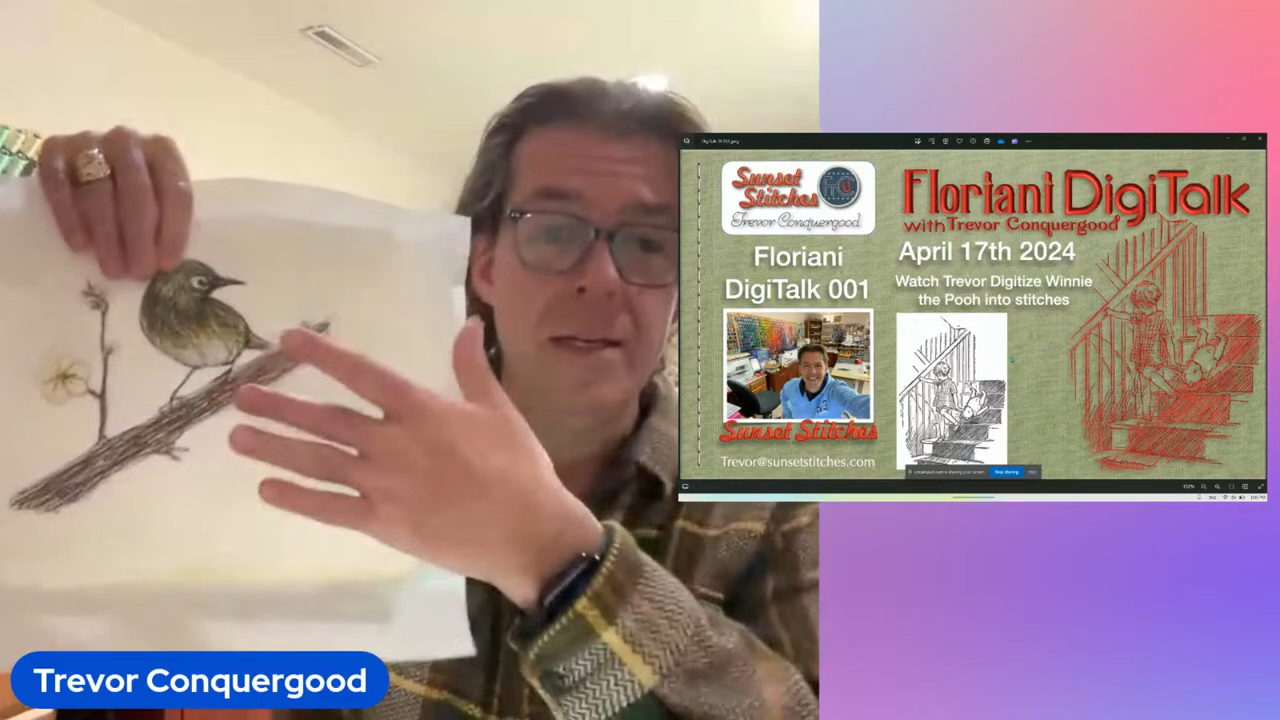 Sunset
Stitches
Trevor Conquergood
Floriani
DigiTalk 001
Sunset Stitches
Trevor@sunsetstitches.com
Floriani DigiTalk
with Trevor Conquergood
April 17th 2024
Watch Trevor Digitize Winnie
the Pooh into stitches
Stop sharing
Trevor Conquergood